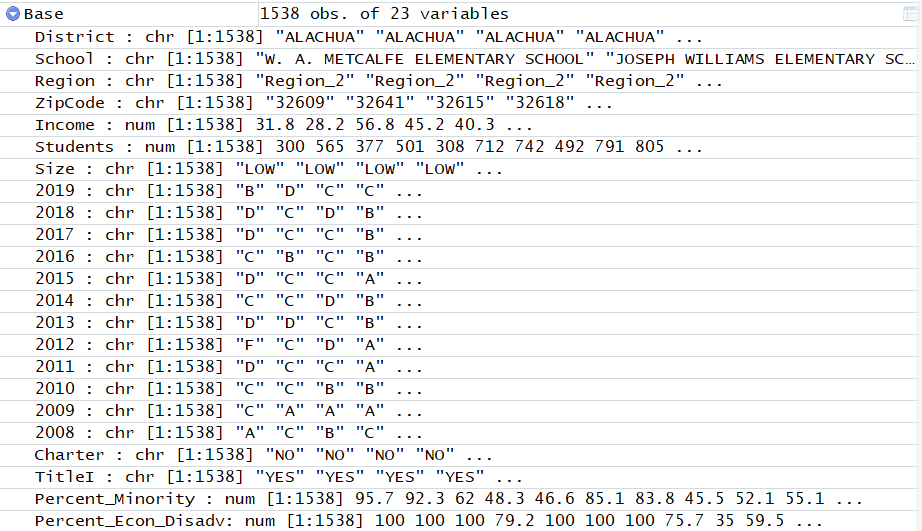 Base 1538 obs. of 23 variables
District : chr [1:1538] "ALACHUA" "ALACHUA" "ALACHUA" "ALACHUA" ...
School : chr [1:1538] "W. A. METCALFE ELEMENTARY SCHOOL" "JOSEPH WILLIAMS ELEMENTARY SC…
Region : chr [1:1538] "Region_2" "Region_2" "Region_2" "Region_2" ...
ZipCode : chr [1:1538] "32609" "32641" "32615" "32618" ...
Income : num [1:1538] 31.8 28.2 56.8 45.2 40.3 ...
Students : num [1:1538] 300 565 377 501 308 712 742 492 791 805 ...
Size : chr [1:1538] "LOW" "LOW" "LOW" "LOW" ...
2019 : chr [1:1538] "B" "D" "C" "C" ...
2018 : chr [1:1538] "D" "C" "D" "B" ...
2017 : chr [1:1538] "D" "C" "C" "B" ...
2016 : chr [1:1538] "C" "B" "C" "B" ...
2015 : chr [1:1538] "D" "C" "C" "A" ...
2014 : chr [1:1538] "C" "C" "D" "B" ...
2013 : chr [1:1538] "D" "D" "C" "B" ...
2012 : chr [1:1538] "F" "C" "D" "A" ...
2011 : chr [1:1538] "D" "C" "C" "A" ...
2010 : chr [1:1538] "C" "C" "B" "B" ...
2009 : chr [1:1538] "C" "A" "A" "A" ...
2008 : chr [1:1538] "A" "C" "B" "C" ...
Charter : chr [1:1538] "NO" "NO" "NO" "NO" ...
TitleI : chr [1:1538] "YES" "YES" "YES" "YES" ...
Percent_Minority : num [1:1538] 95.7 92.3 62 48.3 46.6 85.1 83.8 45.5 52.1 55.1 ...
Percent_Econ_Disadv: num [1:1538] 100 100 100 79.2 100 100 100 75.7 35 59.5 ...